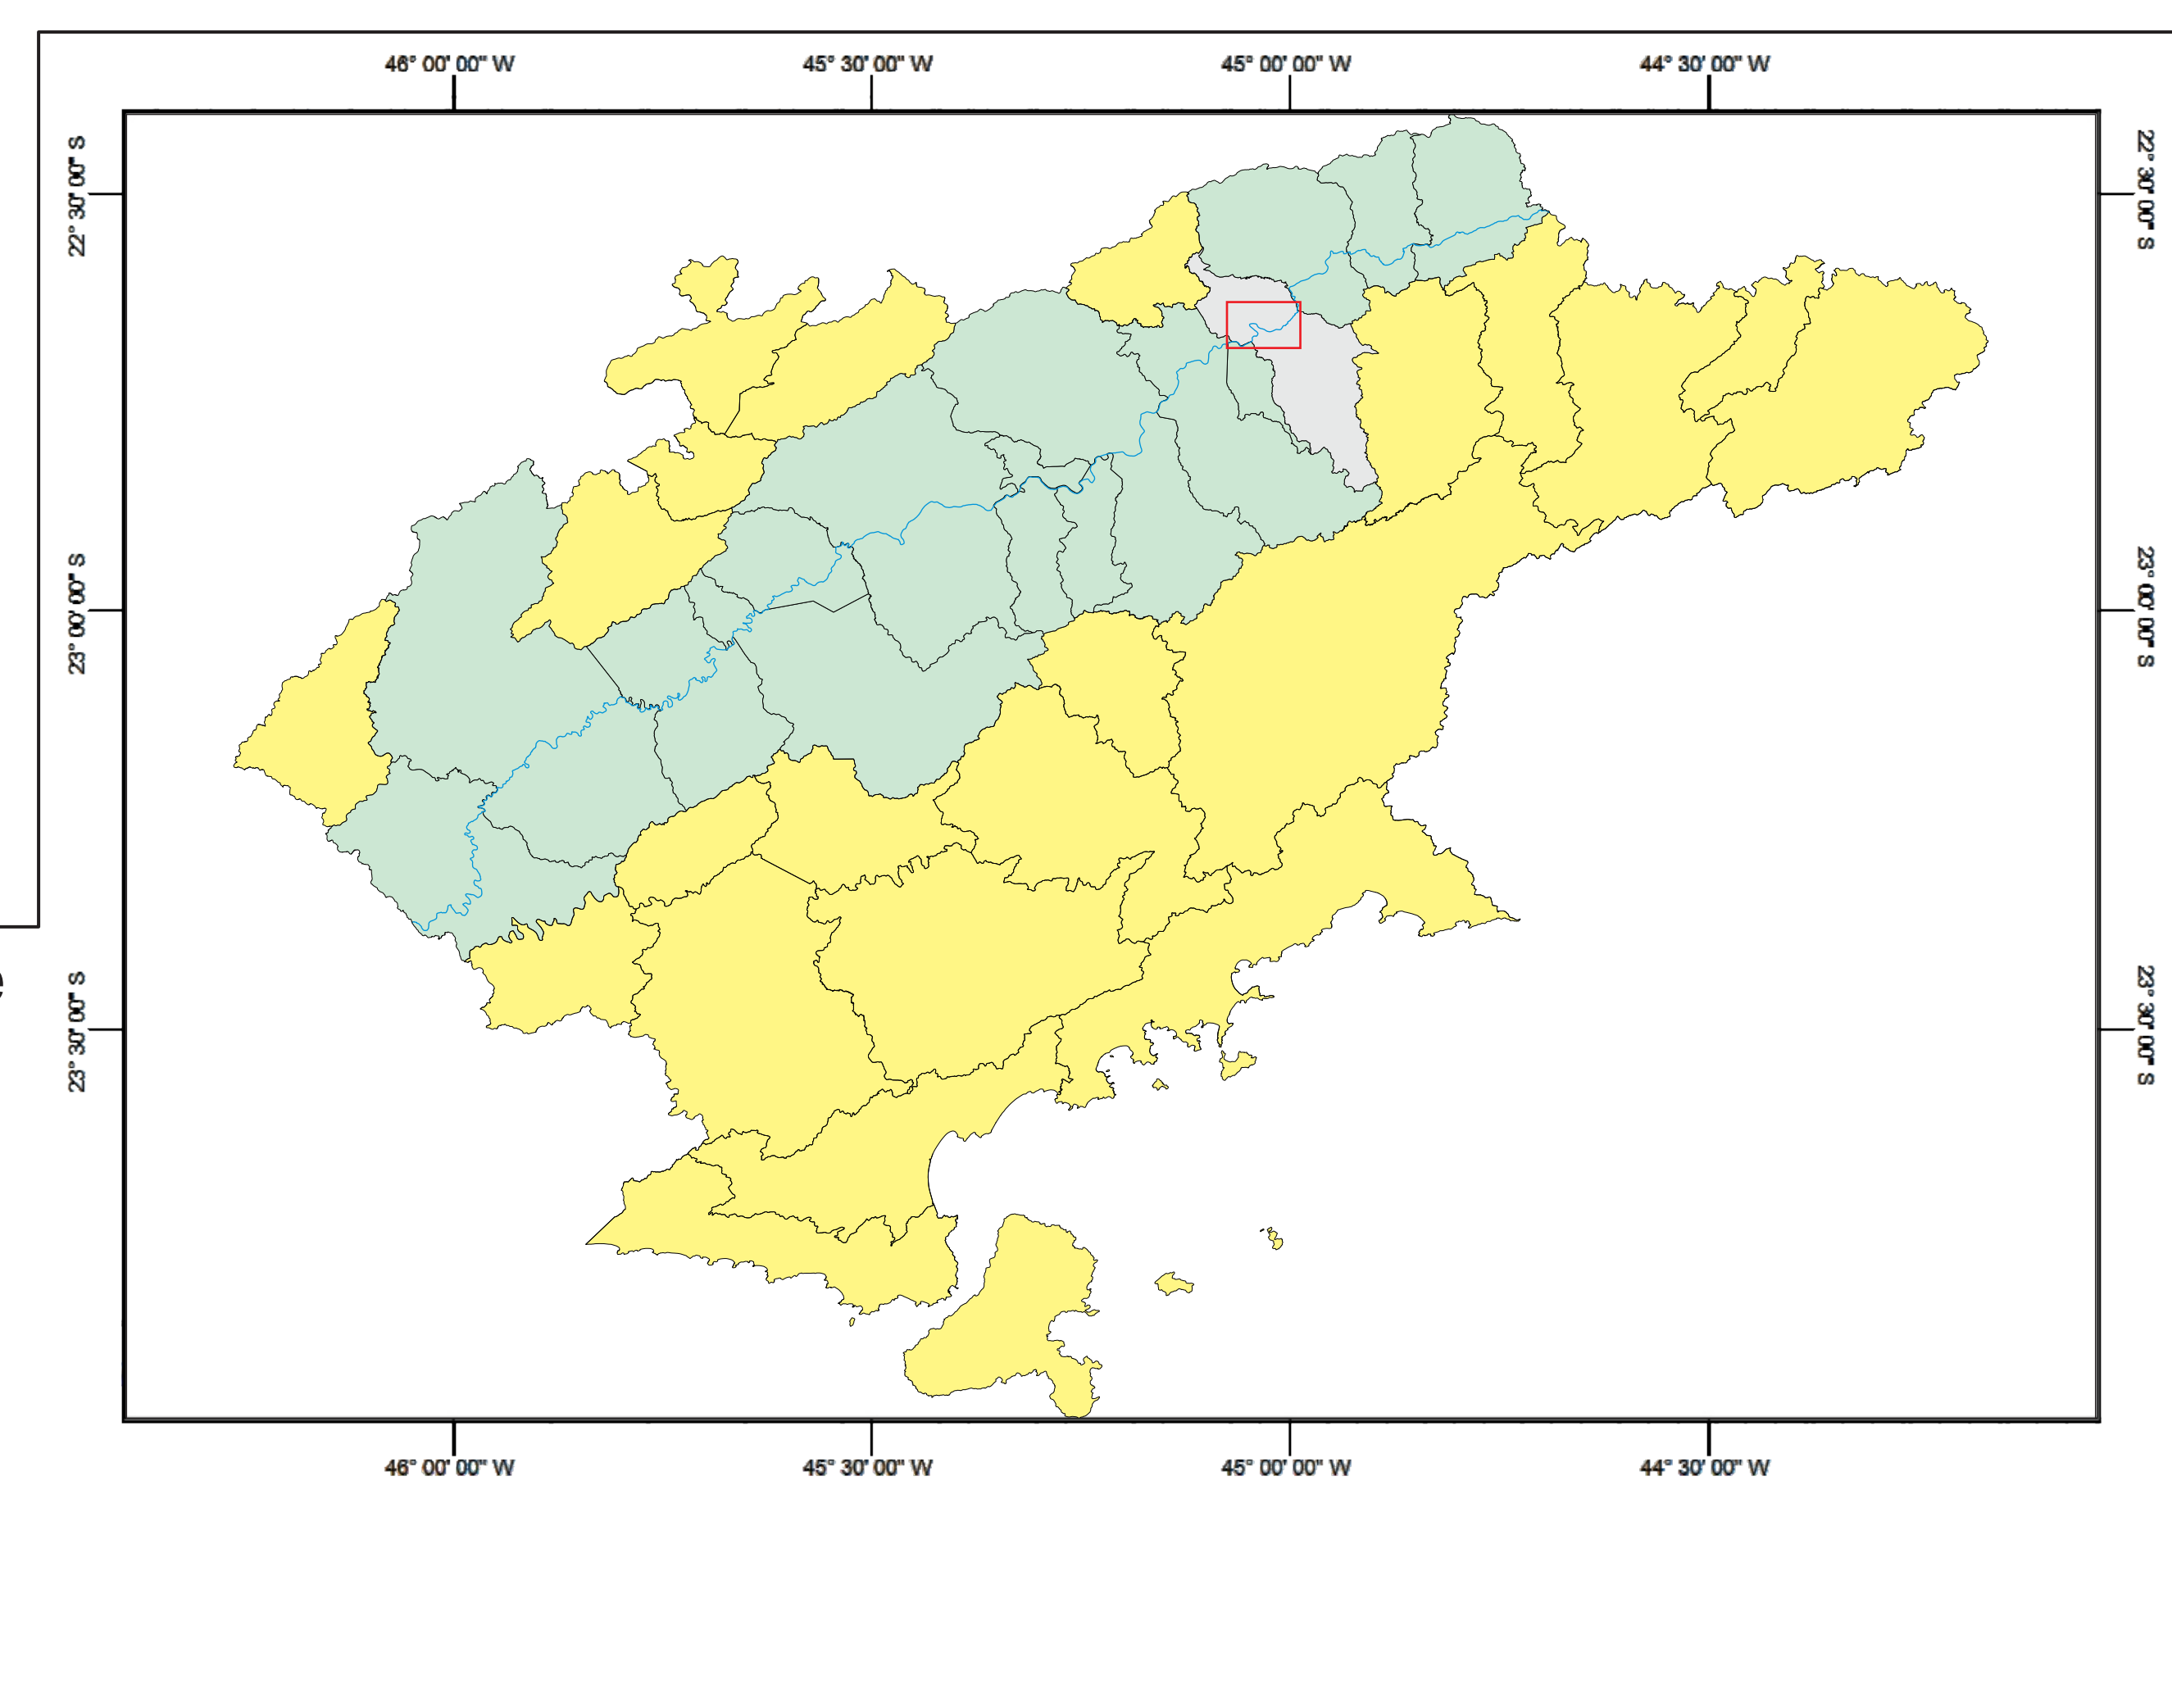 46° 00' 00" W 45° 30' 00" W 45° 00' 00" W 44° 30' 00" W
22° 30' 00" S 22° 30' 00" S
23° 00' 00" S 23° 00' 00" S
e
23° 30' 00" S 23° 30' 00" S
46° 00' 00" W 45° 30' 00" W 45° 00' 00" W 44° 30' 00" W